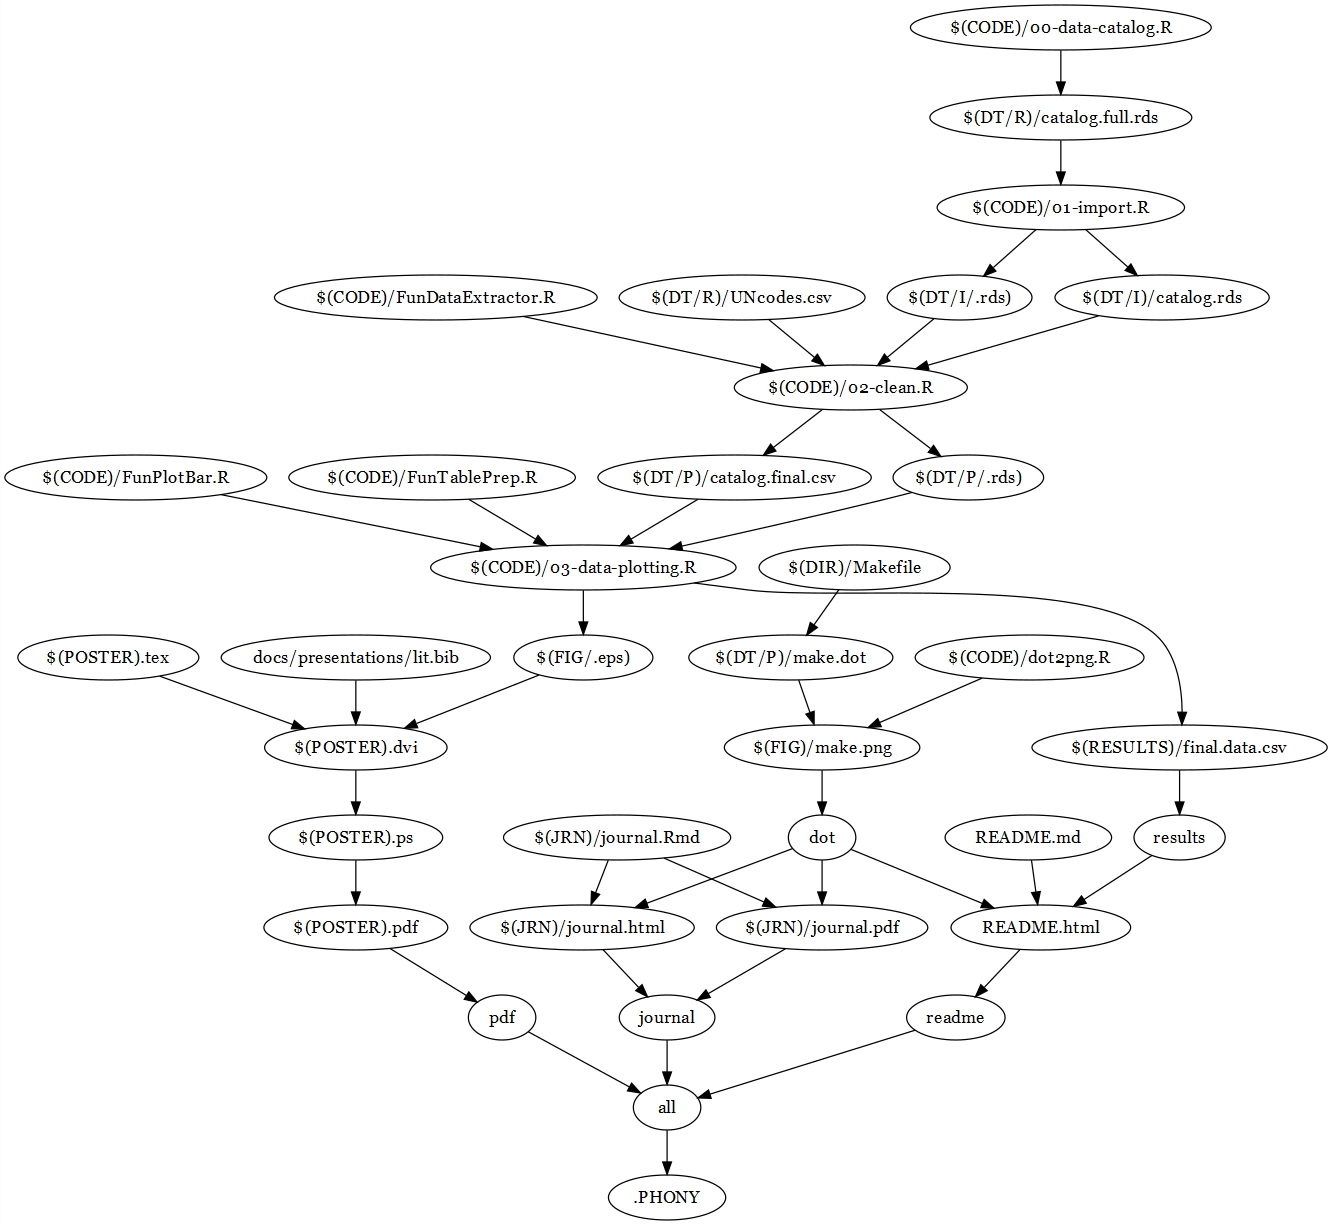 $(CODE)/00-data-catalog.R
$(DT/R)/catalog.full.rds
$(CODE)/01-import.R
$(CODE)/FunDataExtractor.R
$(DT/R)/UNcodes.csv
$(DT/I/.rds)
$(DT/I)/catalog.rds
$(CODE)/02-clean.R
$(CODE)/FunPlotBar.R
$(CODE)/FunTablePrep.R
$(DT/P)/catalog.final.csv
$(DT/P/.rds)
$(CODE)/03-data-plotting.R
$(DIR)/Makefile
$(POSTER).tex
docs/presentations/lit.bib
$(FIG/.eps)
$(DT/P)/make.dot
$(CODE)/dot2png.R
$(POSTER).dvi
$(FIG)/make.png
$(RESULTS)/final.data.csv
$(POSTER).ps
$(JRN)/journal.Rmd
dot
README.md
results
$(POSTER).pdf
$(JRN)/journal.html
$(JRN)/journal.pdf
README.html
pdf
journal
readme
all
.PHONY